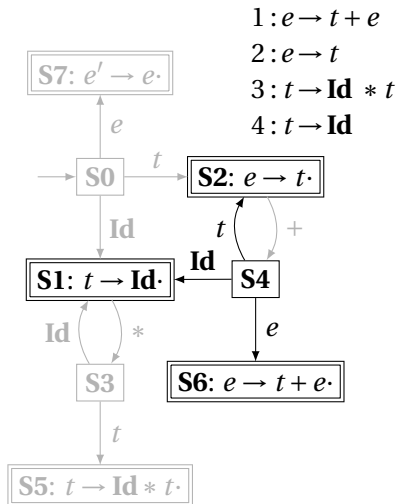 1 : e → t + e
2 : e → t
3 : t → Id * t
4 : t → Id
S7: e′ → e·
e
S0
t
S2: e → t·
Id
t
+
S1: t → Id·
Id
S4
Id
*
e
S3
S6: e → t + e·
t
S5: t → Id * t·